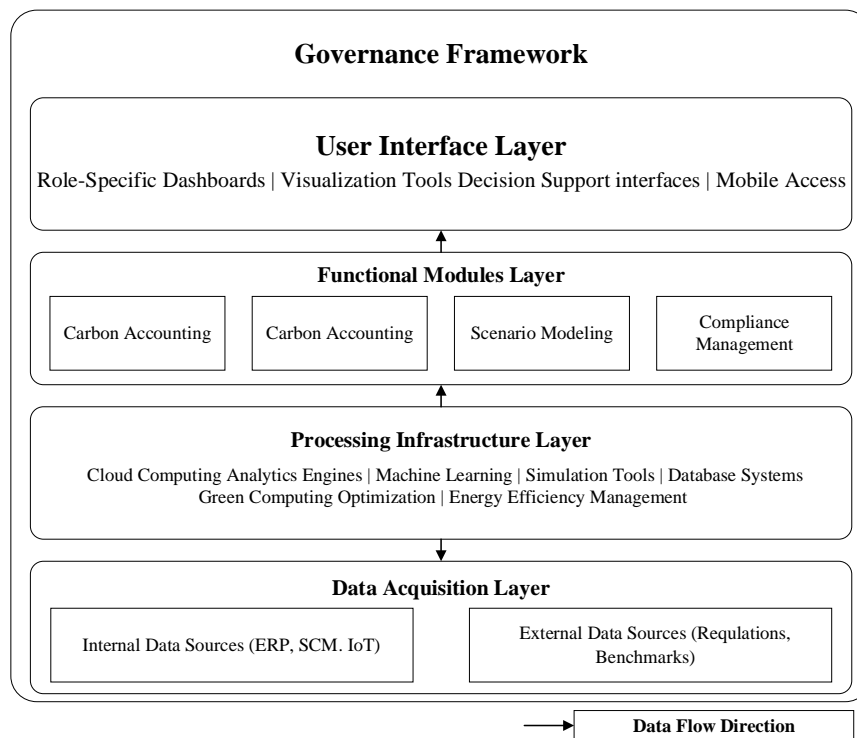 Governance Framework
User Interface Layer
Role-Specific Dashboards | Visualization Tools Decision Support interfaces | Mobile Access
Functional Modules Layer
Carbon Accounting
Carbon Accounting
Scenario Modeling
Compliance
Management
Processing Infrastructure Layer
Cloud Computing Analytics Engines | Machine Learning | Simulation Tools | Database Systems
Green Computing Optimization | Energy Efficiency Management
Data Acquisition Layer
Internal Data Sources (ERP, SCM. IoT)
External Data Sources (Requlations,
Benchmarks)
Data Flow Direction